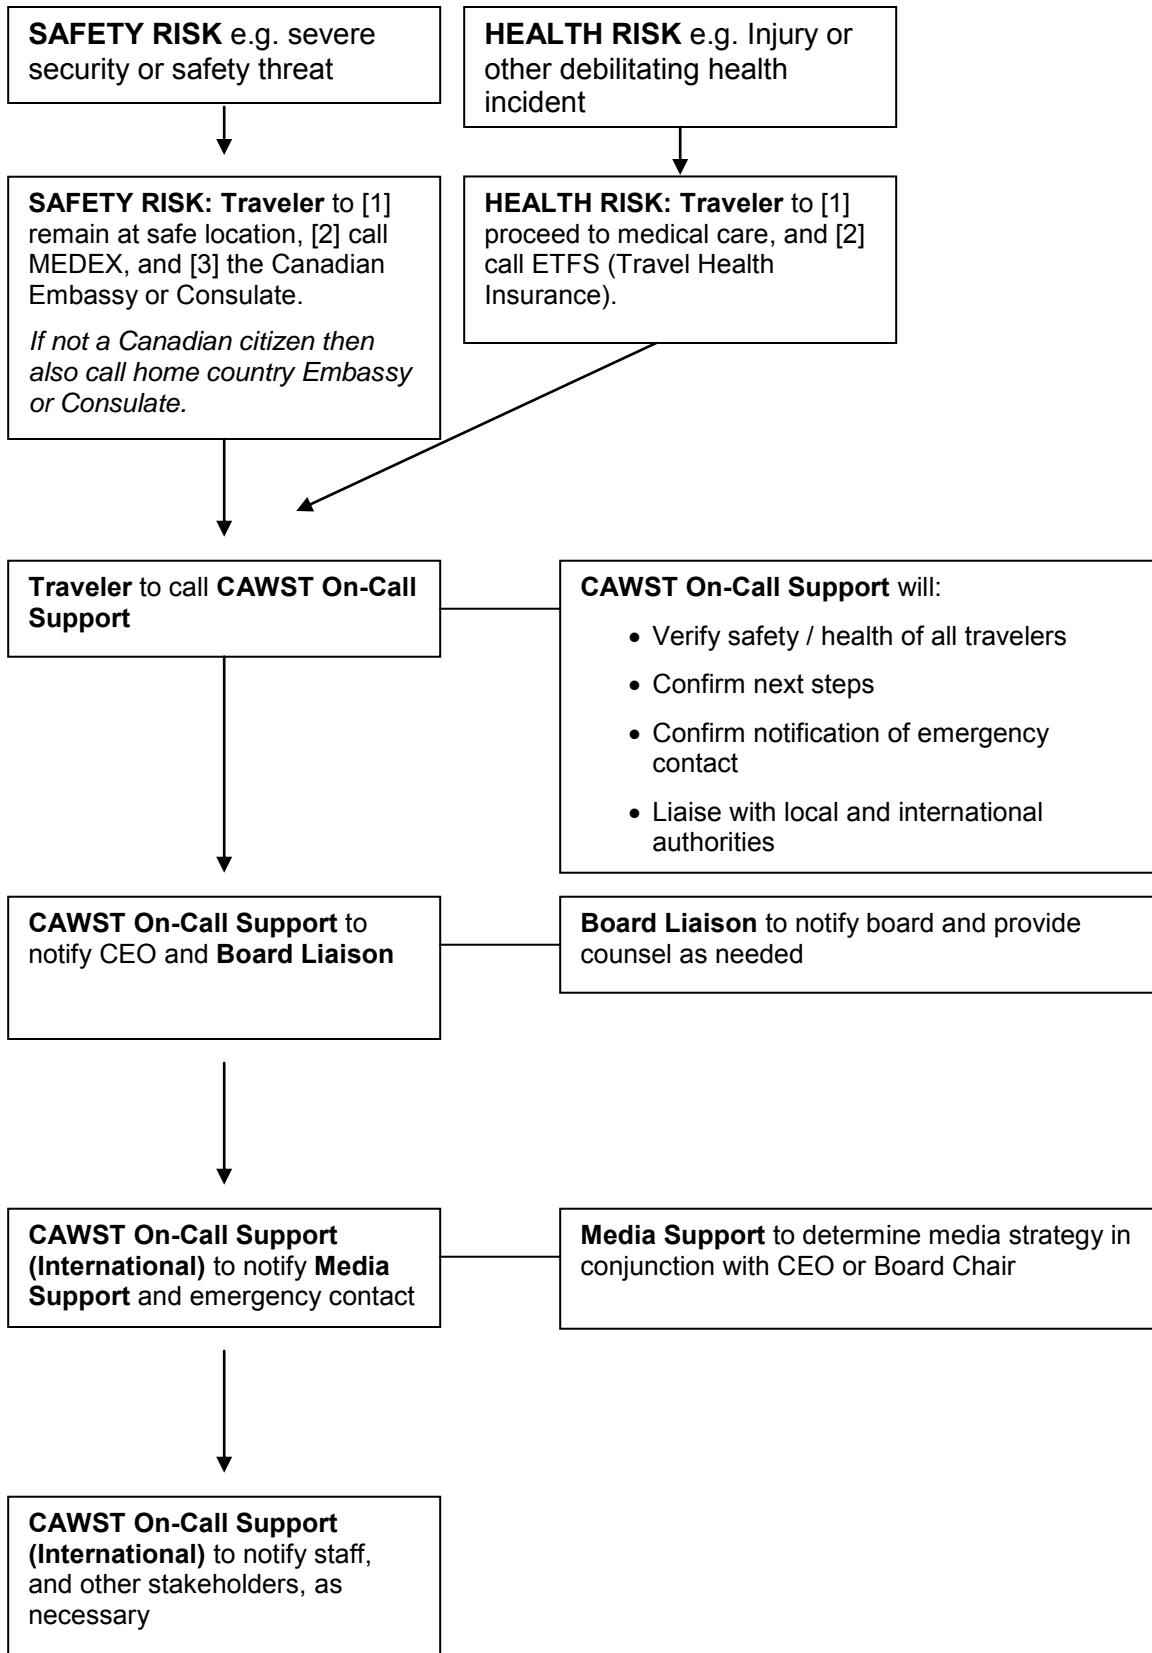 SAFETY RISK e.g. severe
security or safety threat
HEALTH RISK e.g. Injury or
other debilitating health
incident
SAFETY RISK: Traveler to [1]
remain at safe location, [2] call
MEDEX, and [3] the Canadian
Embassy or Consulate.
If not a Canadian citizen then
also call home country Embassy
or Consulate.
HEALTH RISK: Traveler to [1]
proceed to medical care, and [2]
call ETFS (Travel Health
Insurance).
Traveler to call CAWST On-Call
Support
CAWST On-Call Support will:
• Verify safety / health of all travelers
• Confirm next steps
• Confirm notification of emergency
contact
• Liaise with local and international
authorities
CAWST On-Call Support to
notify CEO and Board Liaison
Board Liaison to notify board and provide
counsel as needed
CAWST On-Call Support
(International) to notify Media
Support and emergency contact
Media Support to determine media strategy in
conjunction with CEO or Board Chair
CAWST On-Call Support
(International) to notify staff,
and other stakeholders, as
necessary